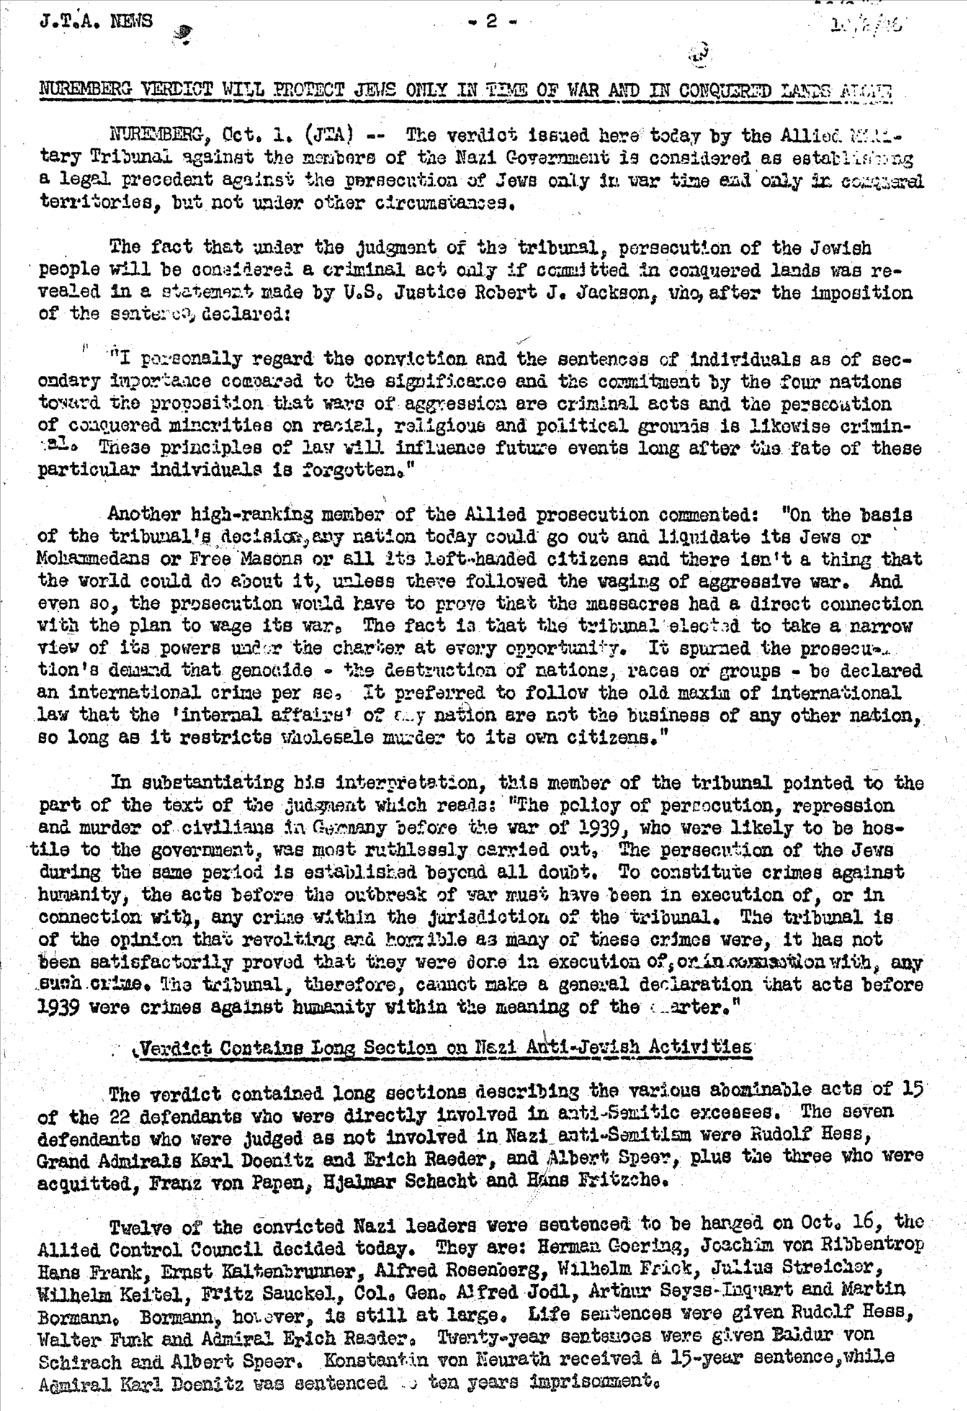 J.T.A. NEWS - 2 -
NUREMBERG VERDICT WILL PROTECT JEWS ONLY IN TIME OF WAR AND IN CONQUERED LANDS
NUREMBERG, Oct. 1. (JTA) -- The verdict issued here today by the Allied Mili-
tary Tribunal against the members of the Nazi Government is considered as establishing
a legal precedent against the persecution of Jews only in war time and only in conquered
territories, but not under other circumstances.
The fact that under the judgment of the tribunal, persecution of the Jewish
people will be considered a criminal act only if committed in conquered lands was re-
vealed in a statement made by U.S. Justice Robert J. Jackson, who, after the imposition
of the sentence, declared:
"I personally regard the conviction and the sentences of individuals as of sec-
ondary importance compared to the significance and the commitment by the four nations
toward the proposition that wars of aggression are criminal acts and the persecution
of conquered minorities on racial, religious and political grounds is likewise crimin-
al. These principles of law will influence future events long after the fate of these
particular individuals is forgotten."
Another high-ranking member of the Allied prosecution commented: "On the basis
of the tribunal's decision, any nation today could go out and liquidate its Jews or
Mohammedans or Free Masons or all its left-handed citizens and there isn't a thing that
the world could do about it, unless there followed the waging of aggressive war. And
even so, the prosecution would have to prove that the massacres had a direct connection
with the plan to wage its war. The fact is that the tribunal elected to take a narrow
view of its powers under the charter at every opportunity. It spurned the prosecu-
tion's demand that genocide - the destruction of nations, races or groups - be declared
an international crime per se. It preferred to follow the old maxim of international
law that the 'internal affairs' of any nation are not the business of any other nation,
so long as it restricts wholesale murder to its own citizens."
In substantiating his interpretation, this member of the tribunal pointed to the
part of the text of the judgment which reads: "The policy of persecution, repression
and murder of civilians in Germany before the war of 1939, who were likely to be hos-
tile to the government, was most ruthlessly carried out. The persecution of the Jews
during the same period is established beyond all doubt. To constitute crimes against
humanity, the acts before the outbreak of war must have been in execution of, or in
connection with, any crime within the jurisdiction of the tribunal. The tribunal is
of the opinion that revolting and horrible as many of these crimes were, it has not
been satisfactorily proved that they were done in execution of, or in connection with, any
such crime. The tribunal, therefore, cannot make a general declaration that acts before
1939 were crimes against humanity within the meaning of the charter."
Verdict Contains Long Section on Nazi Anti-Jewish Activities
The verdict contained long sections describing the various abominable acts of 15
of the 22 defendants who were directly involved in anti-Semitic excesses. The seven
defendants who were judged as not involved in Nazi anti-Semitism were Rudolf Hess,
Grand Admirals Karl Doenitz and Erich Raeder, and Albert Speer, plus the three who were
acquitted, Franz von Papen, Hjalmar Schacht and Hans Fritzche.
Twelve of the convicted Nazi leaders were sentenced to be hanged on Oct. 16, the
Allied Control Council decided today. They are: Herman Goering, Joachim von Ribbentrop
Hans Frank, Ernst Kaltenbrunner, Alfred Rosenberg, Wilhelm Frick, Julius Streicher,
Wilhelm Keitel, Fritz Sauckel, Col. Gen. Alfred Jodl, Arthur Seyss-Inquart and Martin
Bormann. Bormann, however, is still at large. Life sentences were given Rudolf Hess,
Walter Funk and Admiral Erich Raeder. Twenty-year sentences were given Baldur von
Schirach and Albert Speer. Konstantin von Neurath received a 15-year sentence, while
Admiral Karl Doenitz was sentenced to ten years imprisonment.